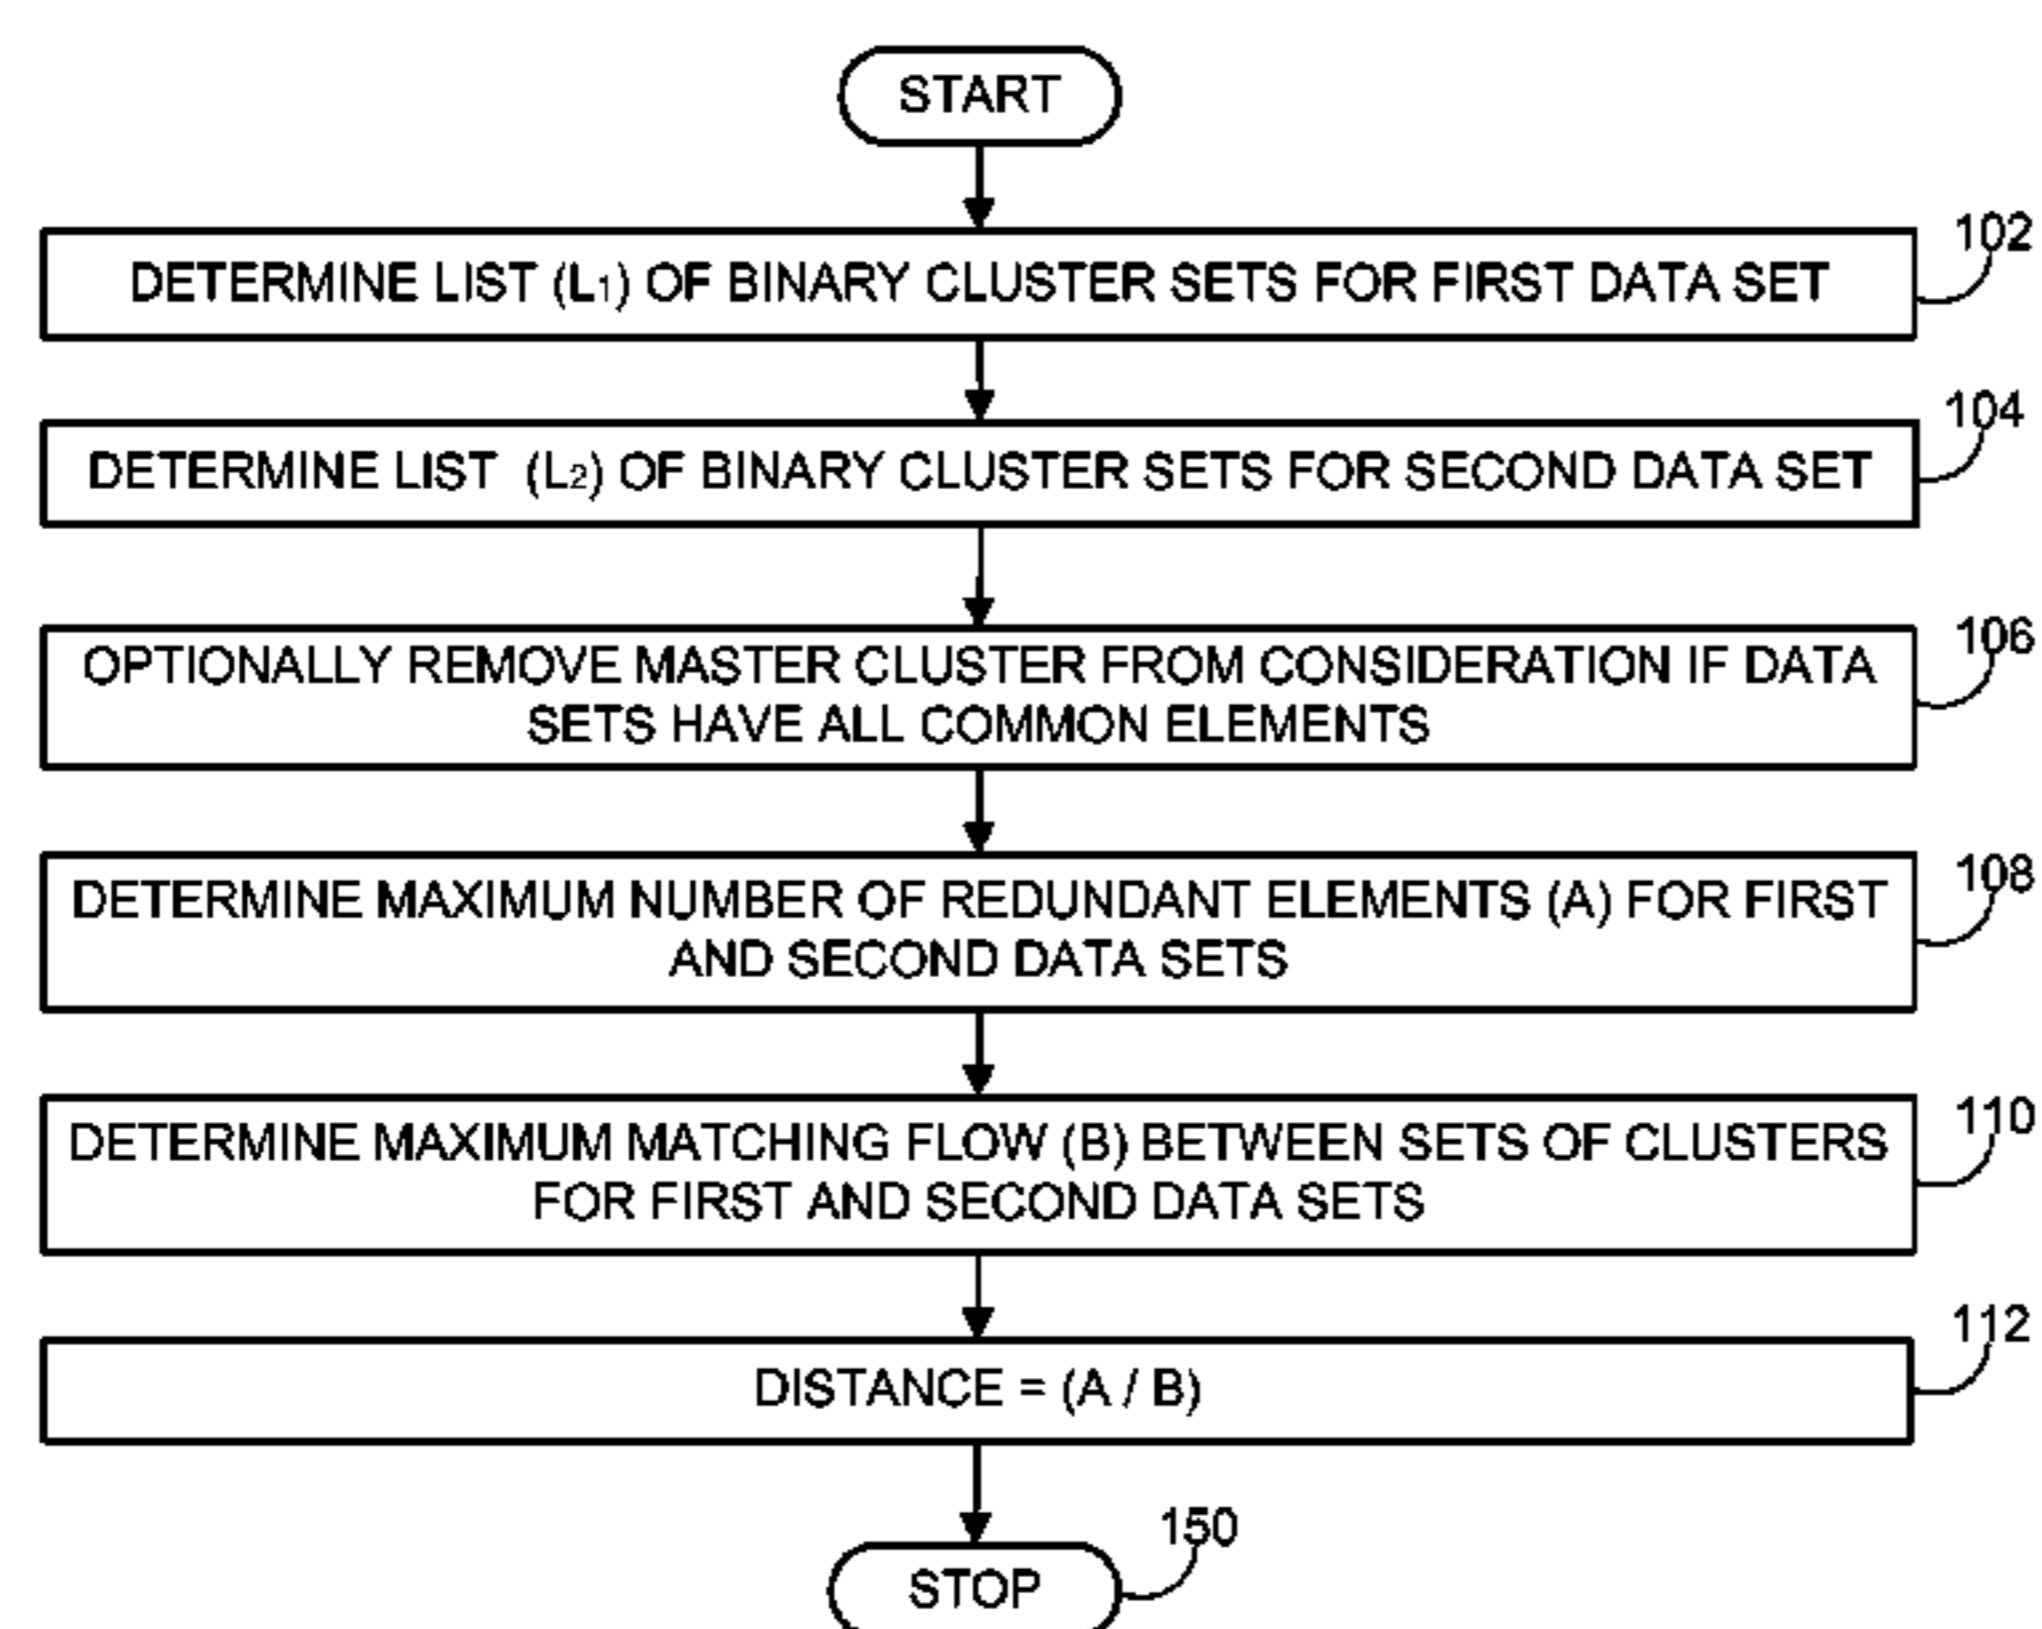 START
102
DETERMINE LIST (L1) OF BINARY CLUSTER SETS FOR FIRST DATA SET
104
DETERMINE LIST (L2) OF BINARY CLUSTER SETS FOR SECOND DATA SET
106
OPTIONALLY REMOVE MASTER CLUSTER FROM CONSIDERATION IF DATA
SETS HAVE ALL COMMON ELEMENTS
108
DETERMINE MAXIMUM NUMBER OF REDUNDANT ELEMENTS (A) FOR FIRST
AND SECOND DATA SETS
110
DETERMINE MAXIMUM MATCHING FLOW (B) BETWEEN SETS OF CLUSTERS
FOR FIRST AND SECOND DATA SETS
112
DISTANCE = (A / B)
150
STOP